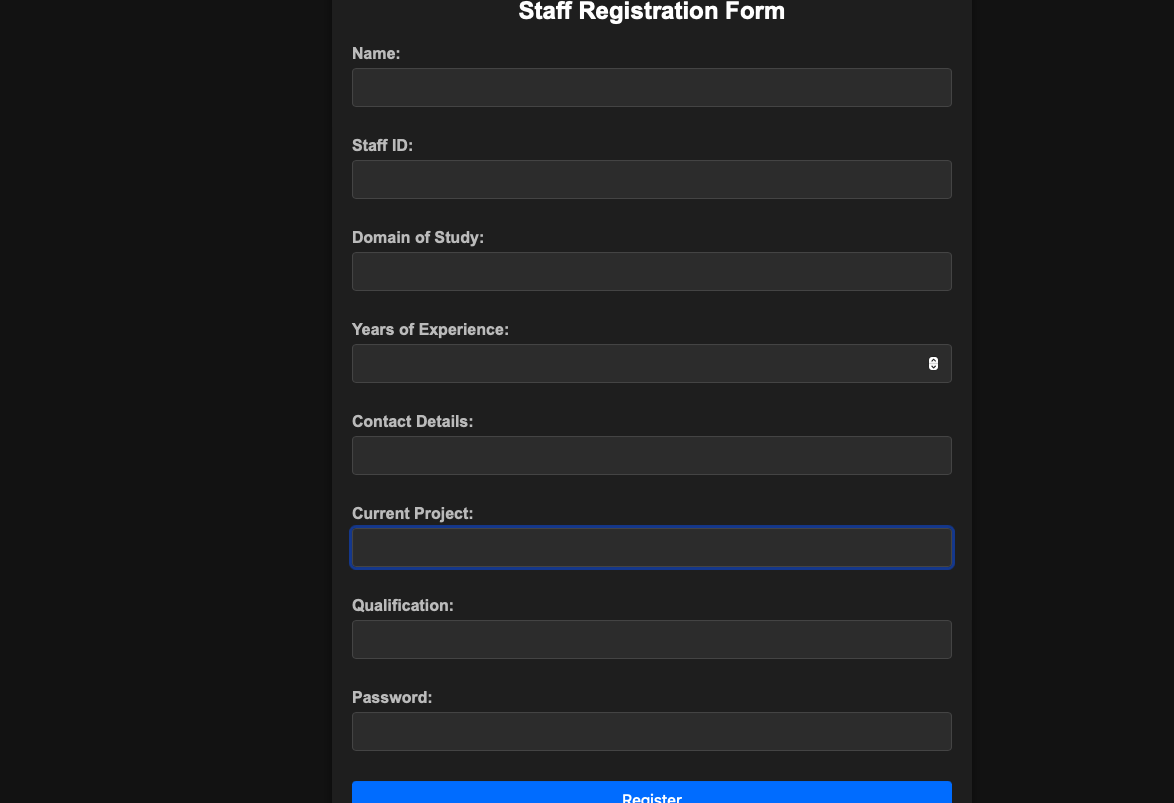 Staff Registration Form
Name:
Staff ID:
Domain of Study:
Years of Experience:
Contact Details:
Current Project:
Qualification:
Password:
Register